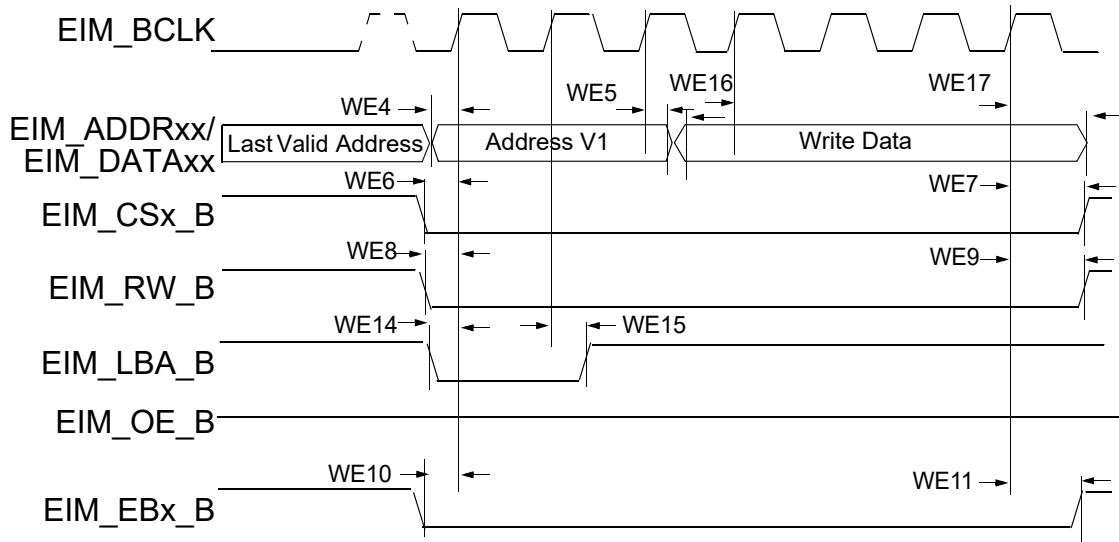 EIM_BCLK
WE4
WE5
WE16
WE17
EIM_ADDRxx/
EIM_DATAxx
Last Valid Address
Address V1
Write Data
WE6
WE7
EIM_CSx_B
WE8
WE9
EIM_RW_B
WE14
WE15
EIM_LBA_B
EIM_OE_B
WE10
WE11
EIM_EBx_B